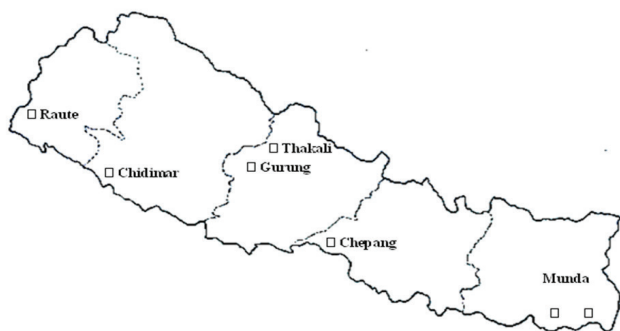 Raute
Thakali
Gurung
Chidimar
Chepang
Munda